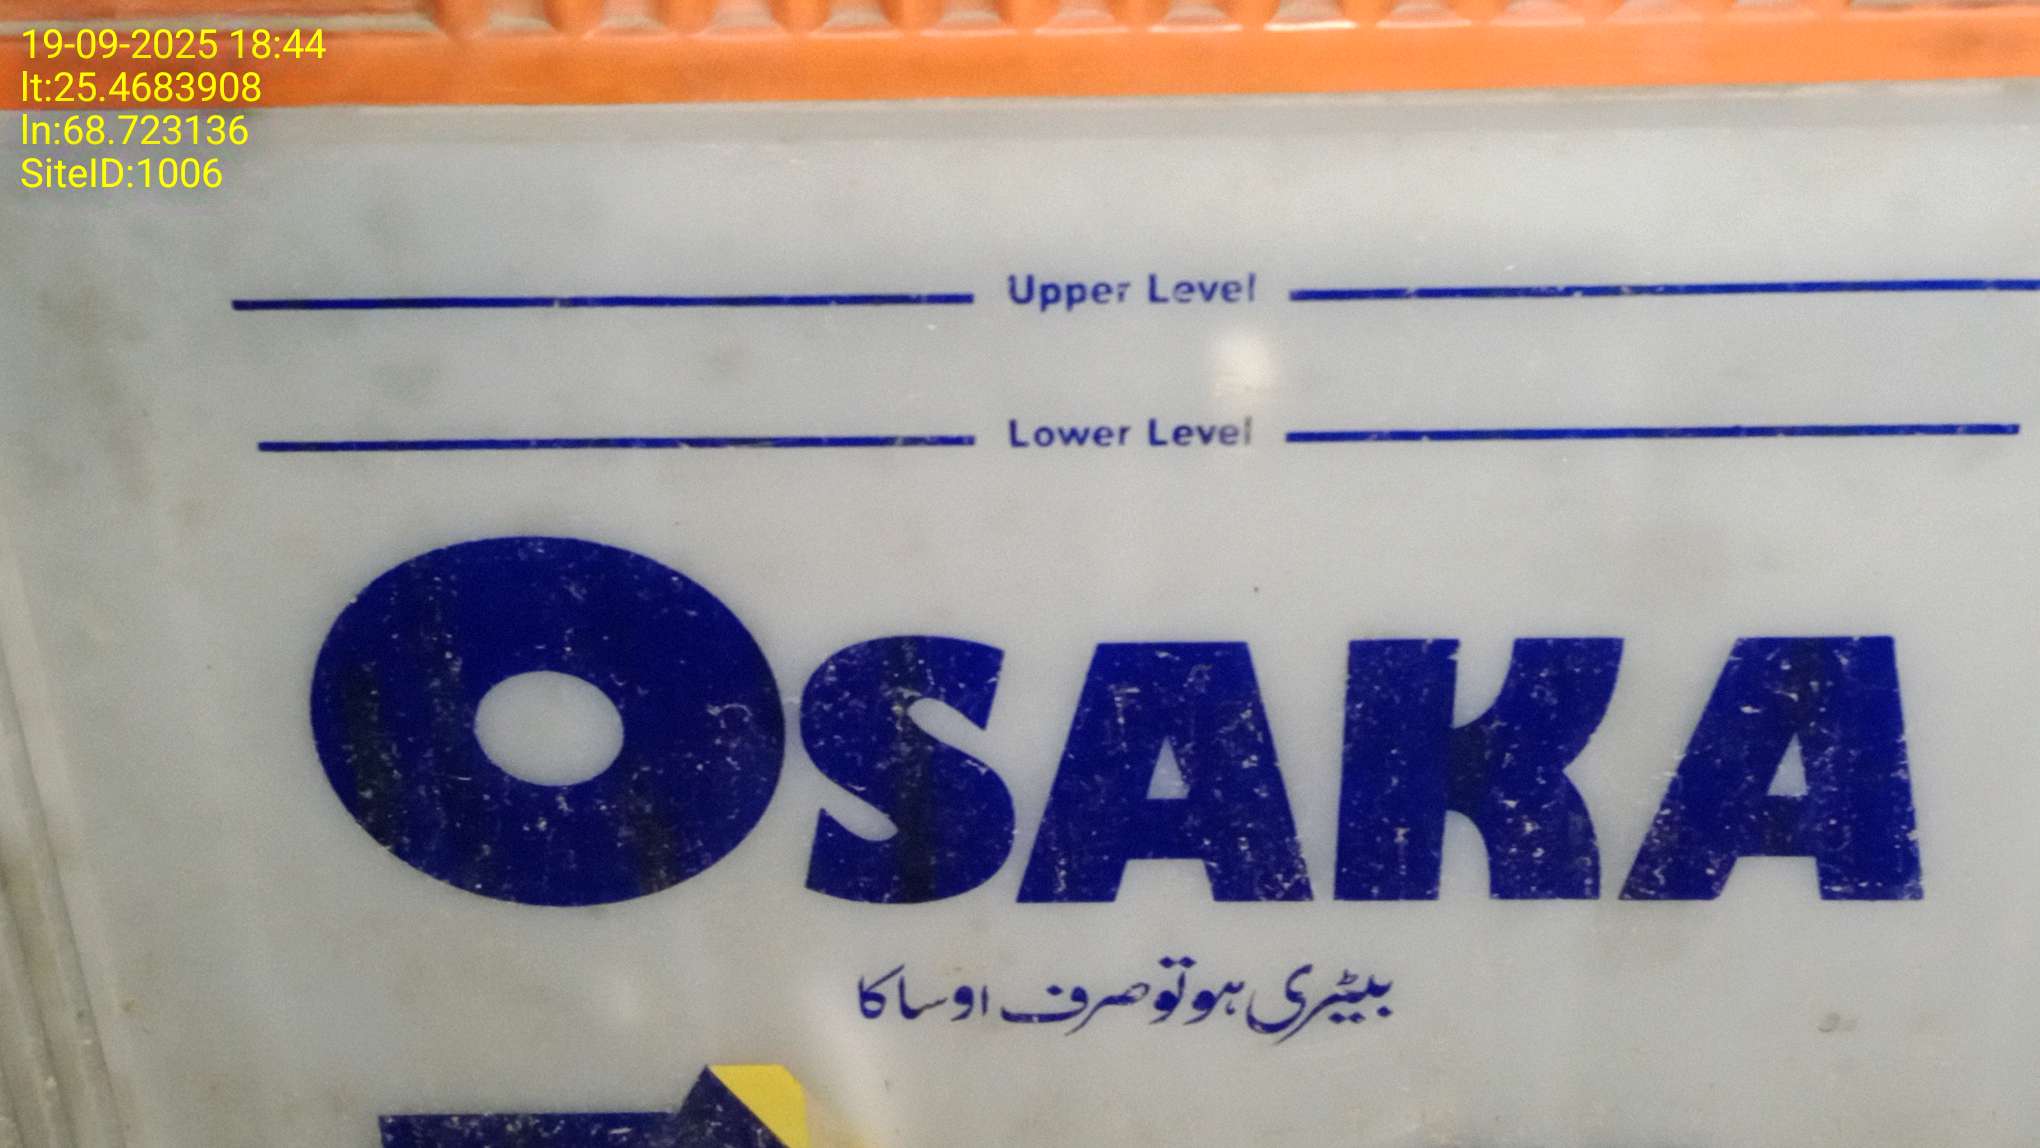 19-09-2025 18:44
lt:25.4683908
ln:68.723136
SiteID:1006
Upper Level
Lower Level
OSAKA
بیٹری ہو تو صرف اوساکا